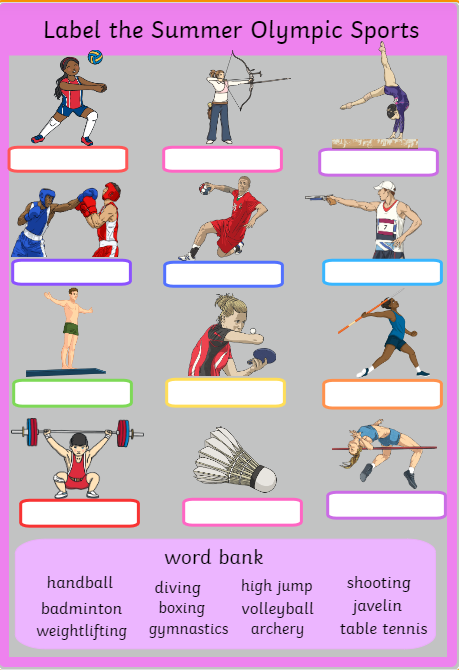 Label the Summer Olympic Sports
7
word bank
handball diving high jump shooting
badminton boxing volleyball javelin
weightlifting gymnastics archery table tennis